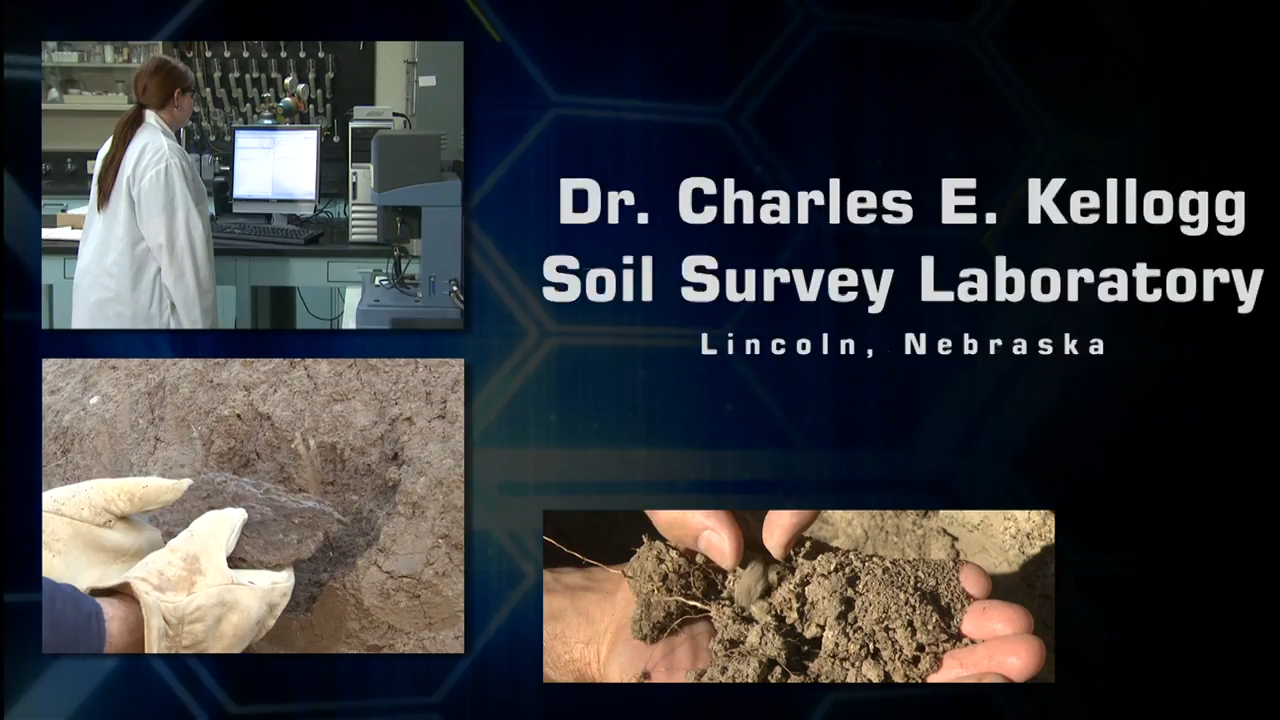 Dr. Charles E. Kellogg
Soil Survey Laboratory
Lincoln, Nebraska